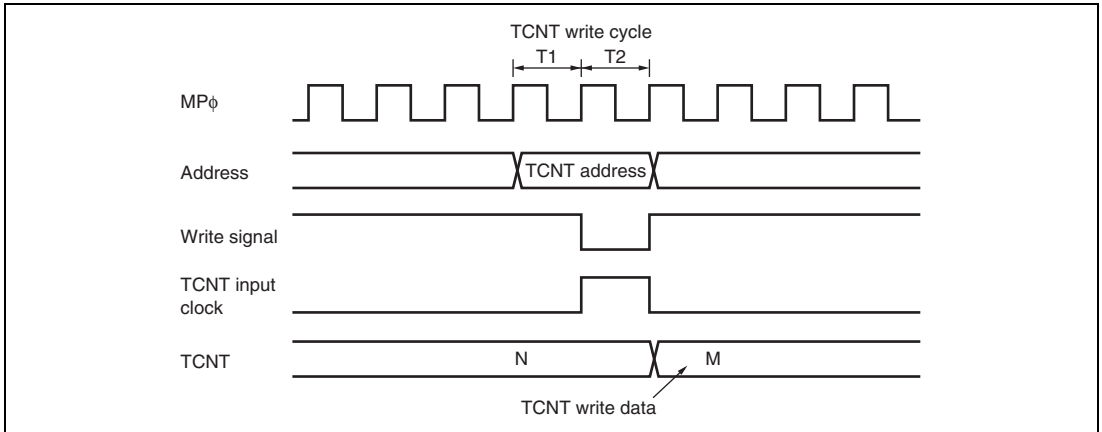 TCNT write cycle
T1 T2
MPϕ
Address
TCNT address
Write signal
TCNT input
clock
TCNT
N
M
TCNT write data